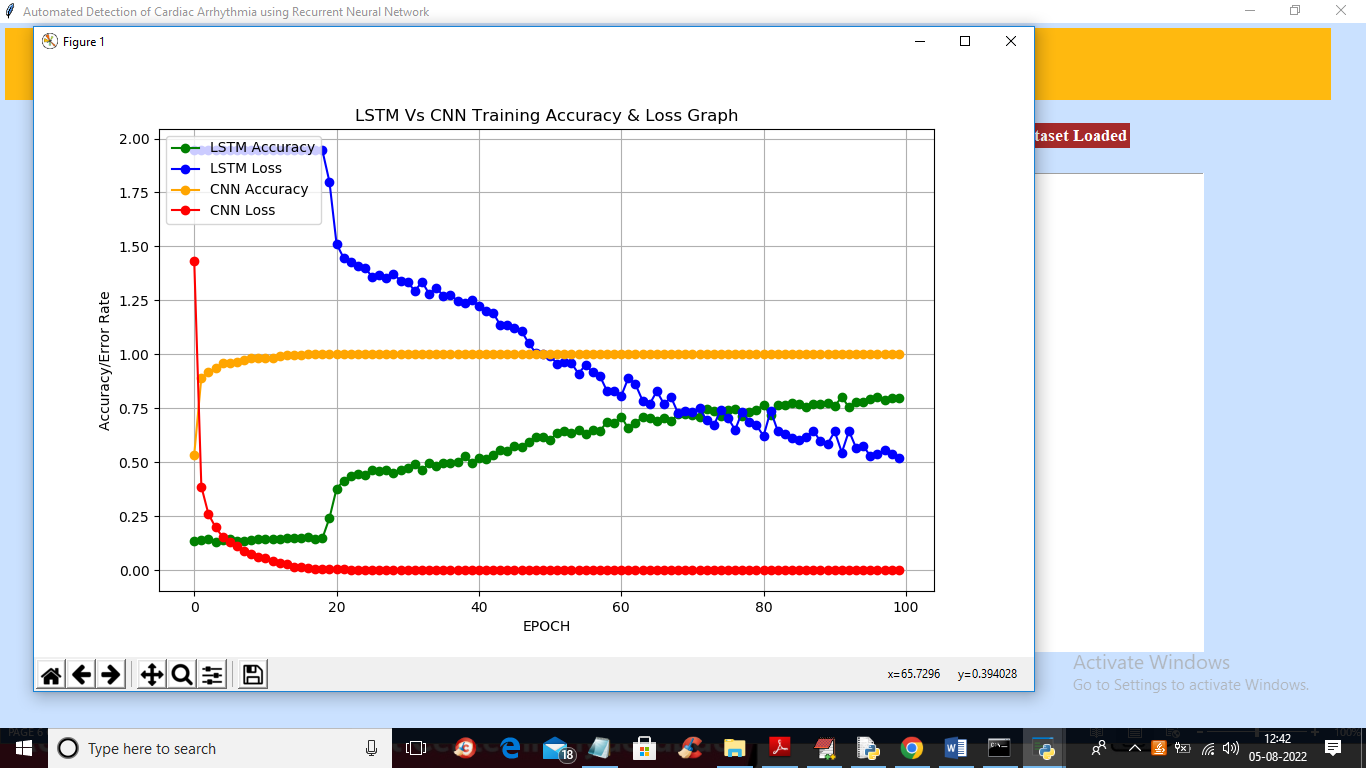 Automated Detection of Cardiac Arrhythmia using Recurrent Neural Network
Figure 1
taset Loaded
LSTM Vs CNN Training Accuracy & Loss Graph
LSTM Accuracy
LSTM Loss
CNN Accuracy
CNN Loss
2.00
1.75
1.50
1.25
1.00
0.75
0.50
0.25
0.00
Accuracy/Error Rate
0 20 40 60 80 100
EPOCH
x=65.7296 y=0.394028
Activate Windows
Go to Settings to activate Windows.
100%
Type here to search
18
12:42
05-08-2022